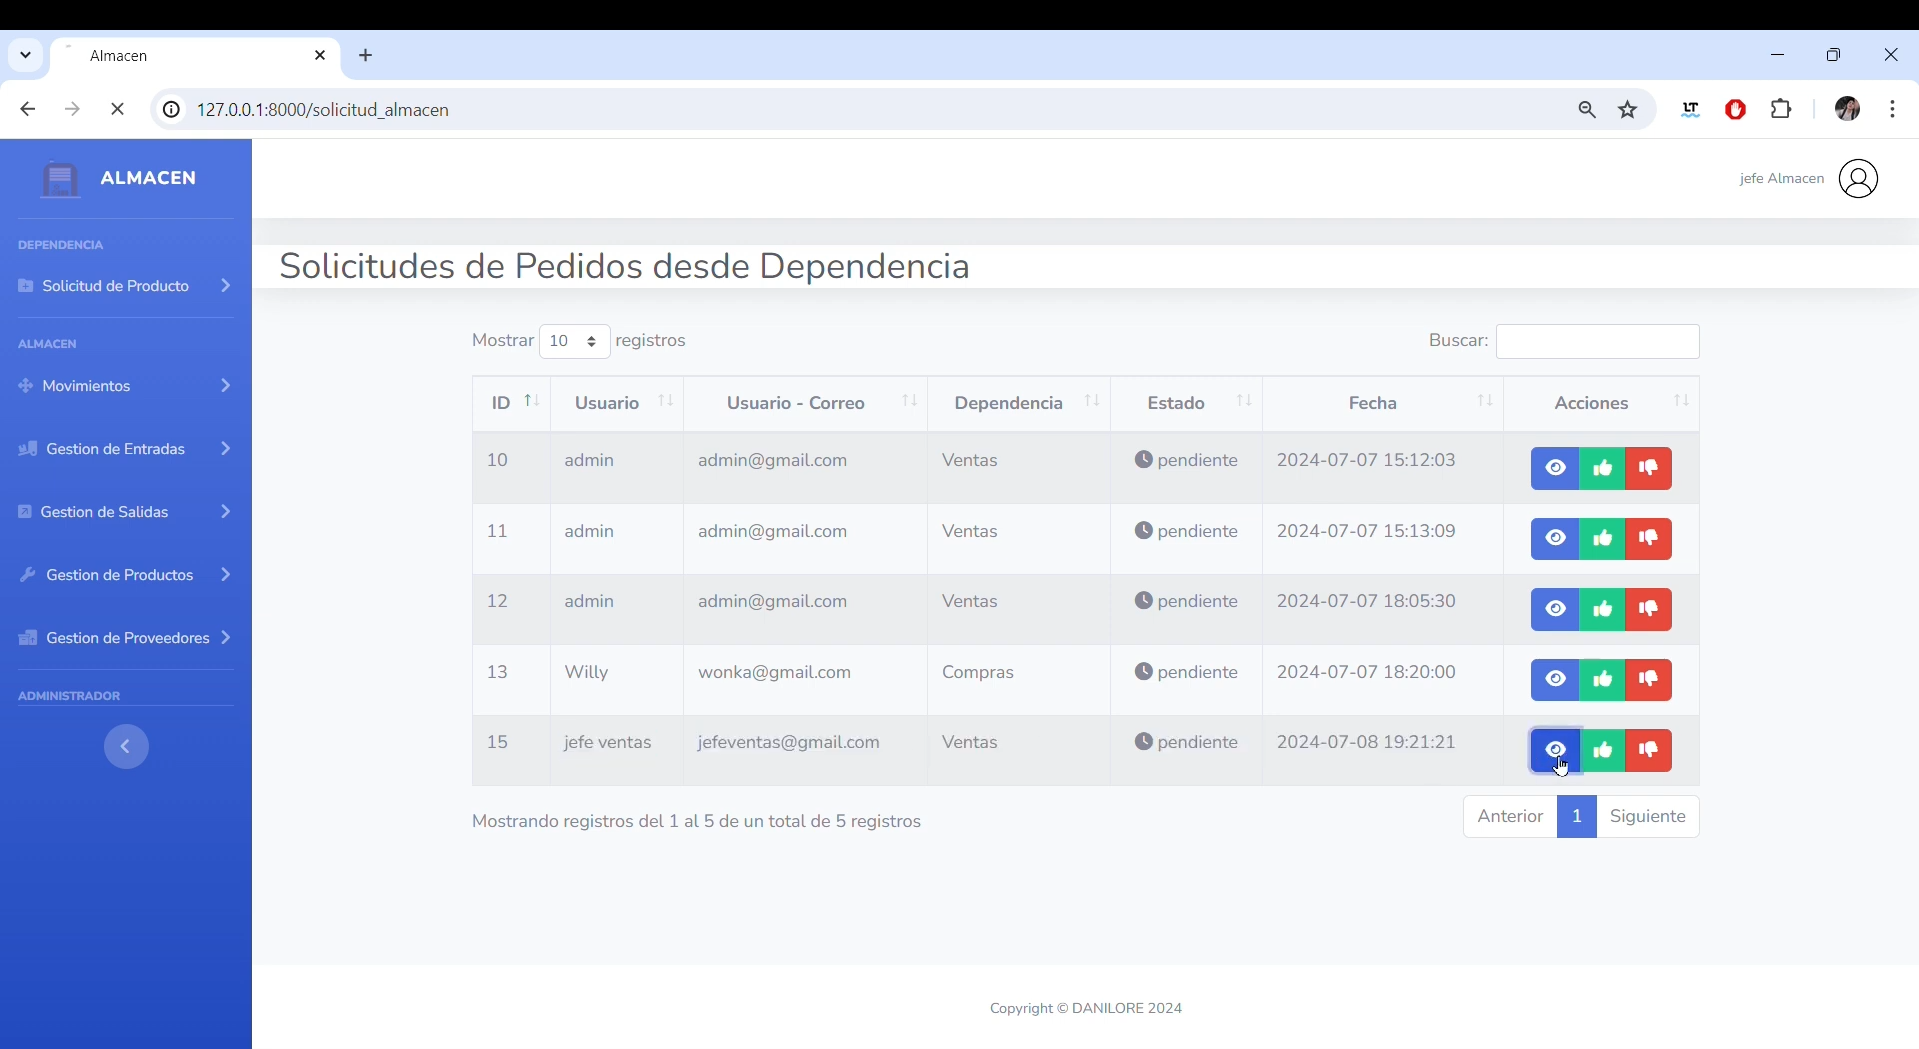 Almacen
127.0.0.1:8000/solicitud_almacen
LT
ALMACEN
jefe Almacen
DEPENDENCIA
Solicitud de Producto
ALMACEN
Movimientos
Gestion de Entradas
Gestion de Salidas
Gestion de Productos
Gestion de Proveedores
ADMINISTRADOR
Solicitudes de Pedidos desde Dependencia
Mostrar 10 registros Buscar:
ID Usuario Usuario - Correo Dependencia Estado Fecha Acciones
10 admin admin@gmail.com Ventas pendiente 2024-07-07 15:12:03
11 admin admin@gmail.com Ventas pendiente 2024-07-07 15:13:09
12 admin admin@gmail.com Ventas pendiente 2024-07-07 18:05:30
13 Willy wonka@gmail.com Compras pendiente 2024-07-07 18:20:00
15 jefe ventas jefeventas@gmail.com Ventas pendiente 2024-07-08 19:21:21
Mostrando registros del 1 al 5 de un total de 5 registros Anterior 1 Siguiente
Copyright © DANILORE 2024